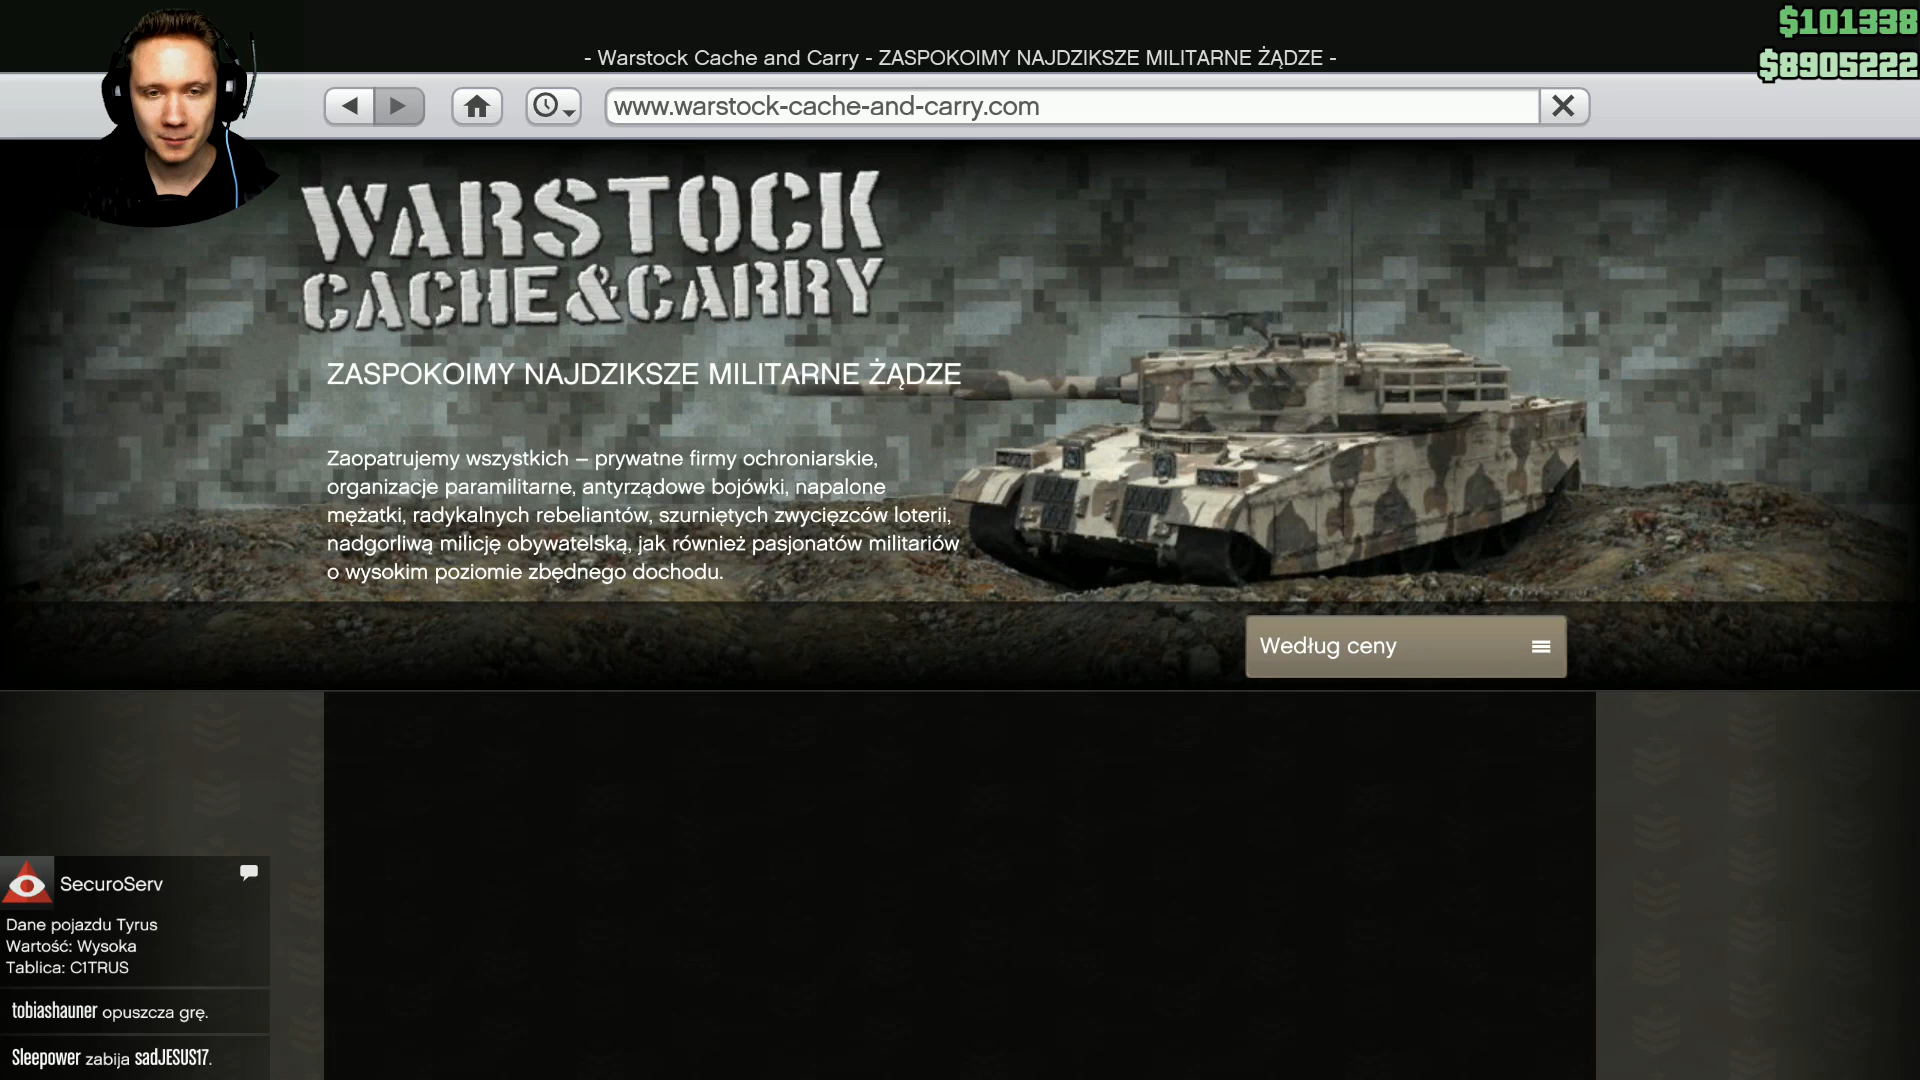 $101338
- Warstock Cache and Carry - ZASPOKOIMY NAJDZIKSZE MILITARNE ŻĄDZE -
$8905222
www.warstock-cache-and-carry.com
WARSTOCK
CACHE&CARRY
ZASPOKOIMY NAJDZIKSZE MILITARNE ŻĄDZE
Zaopatrujemy wszystkich – prywatne firmy ochroniarskie,
organizacje paramilitarne, antyrządowe bojówki, napalone
mężatki, radykalnych rebeliantów, szurniętych zwycięzców loterii,
nadgorliwą milicję obywatelską, jak również pasjonatów militariów
o wysokim poziomie zbędnego dochodu.
Według ceny
SecuroServ
Dane pojazdu Tyrus
Wartość: Wysoka
Tablica: C1TRUS
tobiashauner opuszcza grę.
Sleepower zabija sadJESUS17.